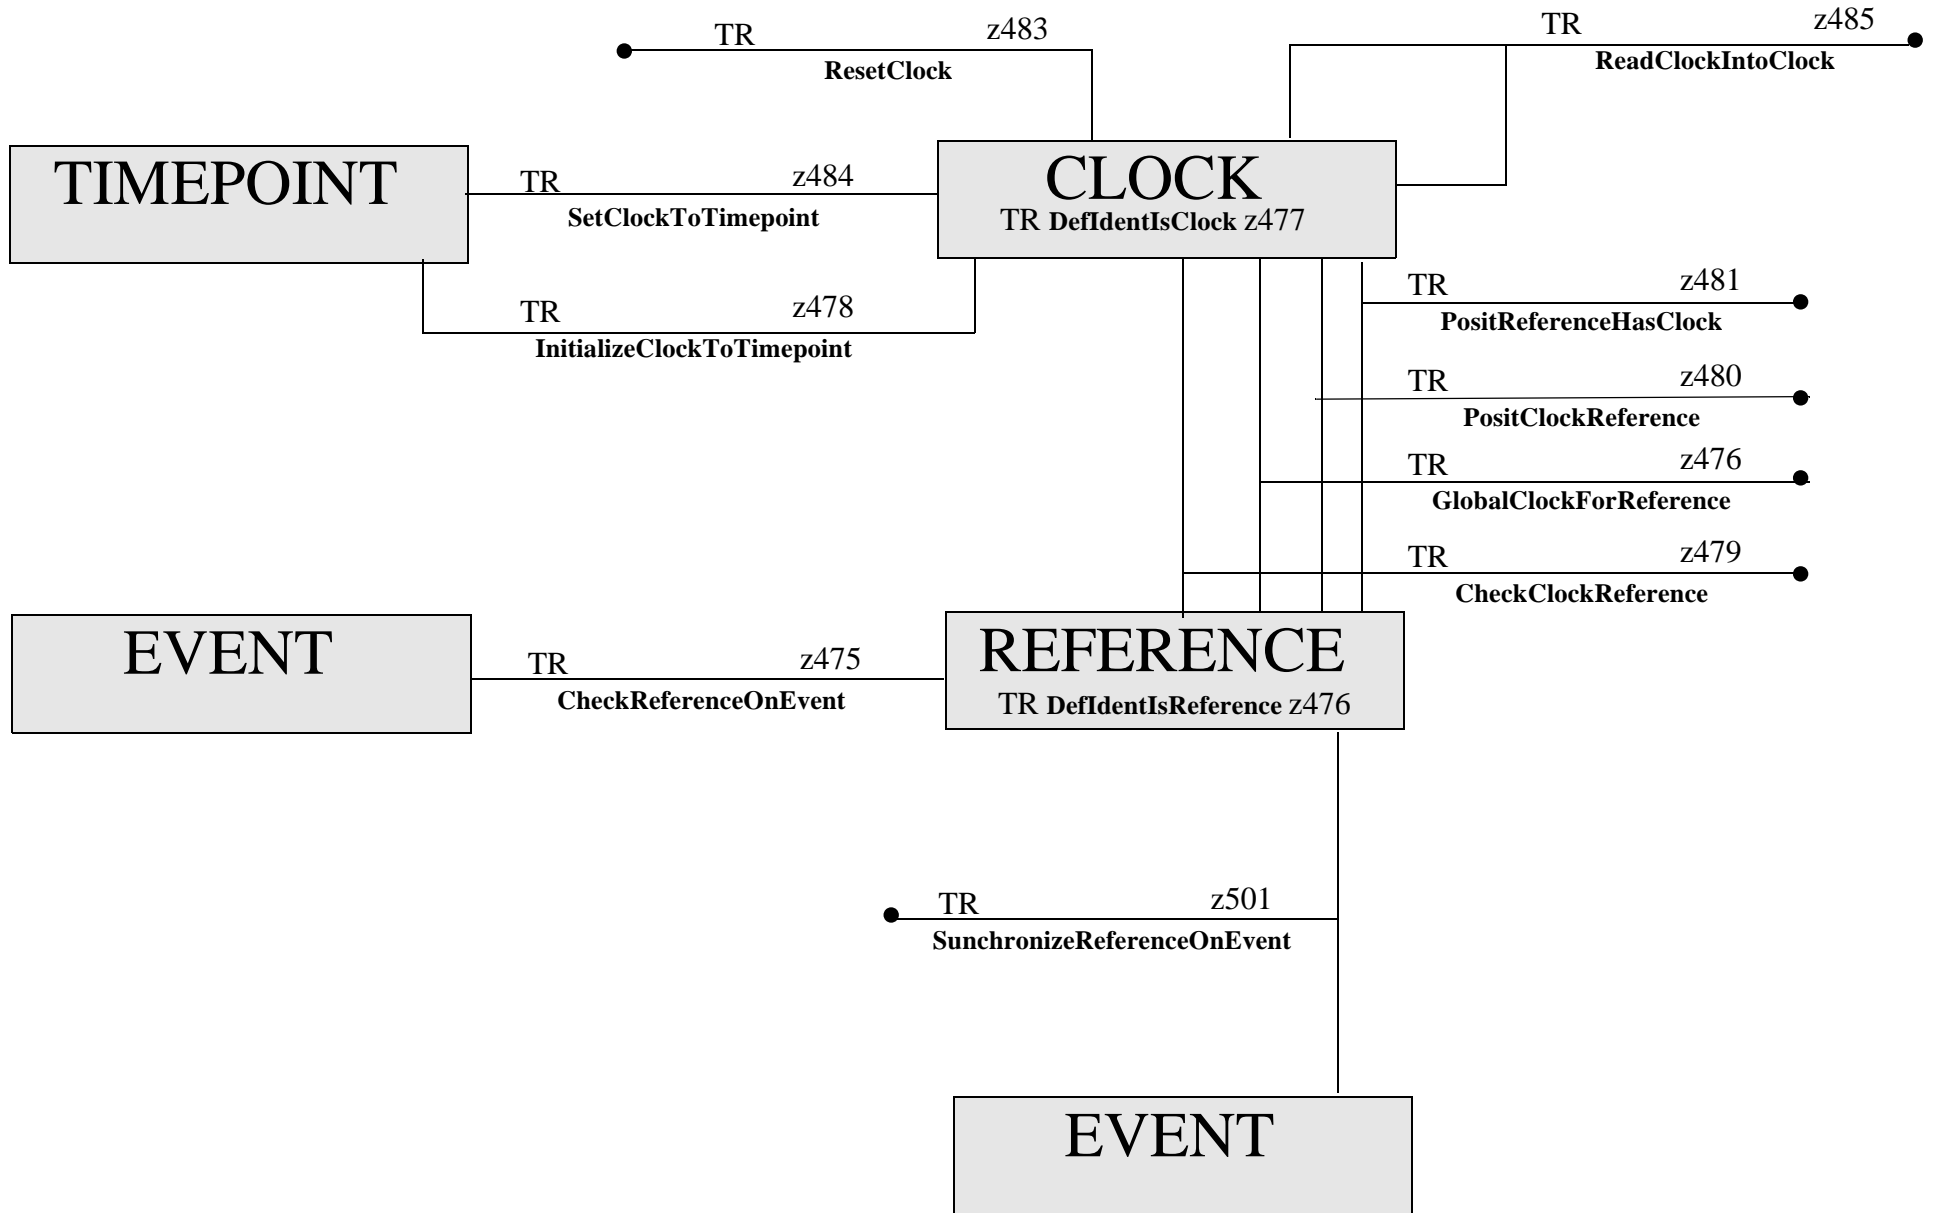 TR z483
ResetClock
TR z485
ReadClockIntoClock
TIMEPOINT
TR z484
SetClockToTimepoint
CLOCK
TR DefIdentIsClock z477
TR z478
InitializeClockToTimepoint
TR z481
PositReferenceHasClock
TR z480
PositClockReference
TR z476
GlobalClockForReference
TR z479
CheckClockReference
EVENT
TR z475
CheckReferenceOnEvent
REFERENCE
TR DefIdentIsReference z476
TR z501
SunchronizeReferenceOnEvent
EVENT